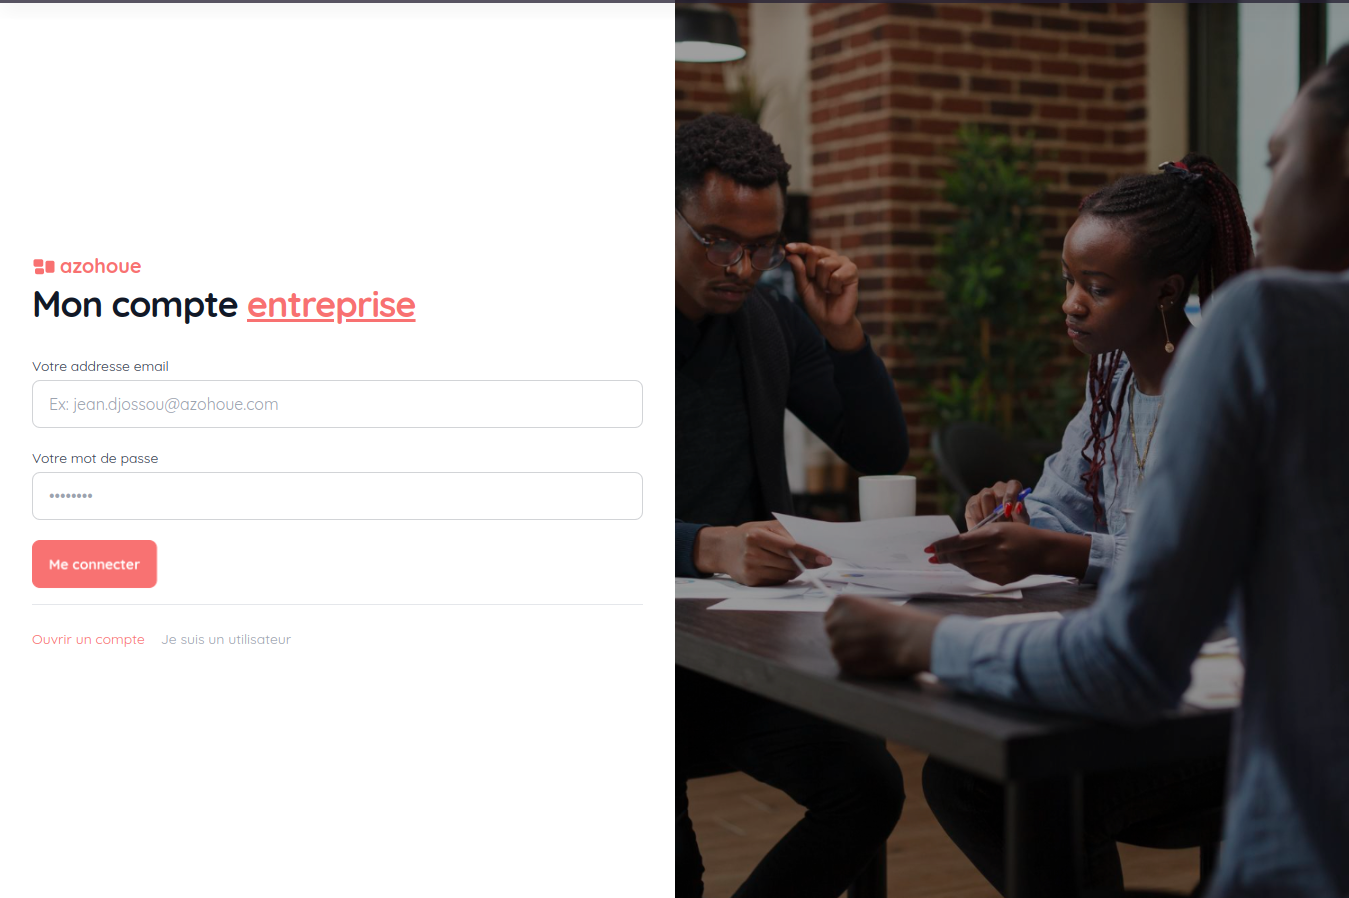 azohoue
Mon compte entreprise
Votre addresse email
Ex: jean.djossou@azohoue.com
Votre mot de passe
••••••••
Me connecter
Ouvrir un compte Je suis un utilisateur